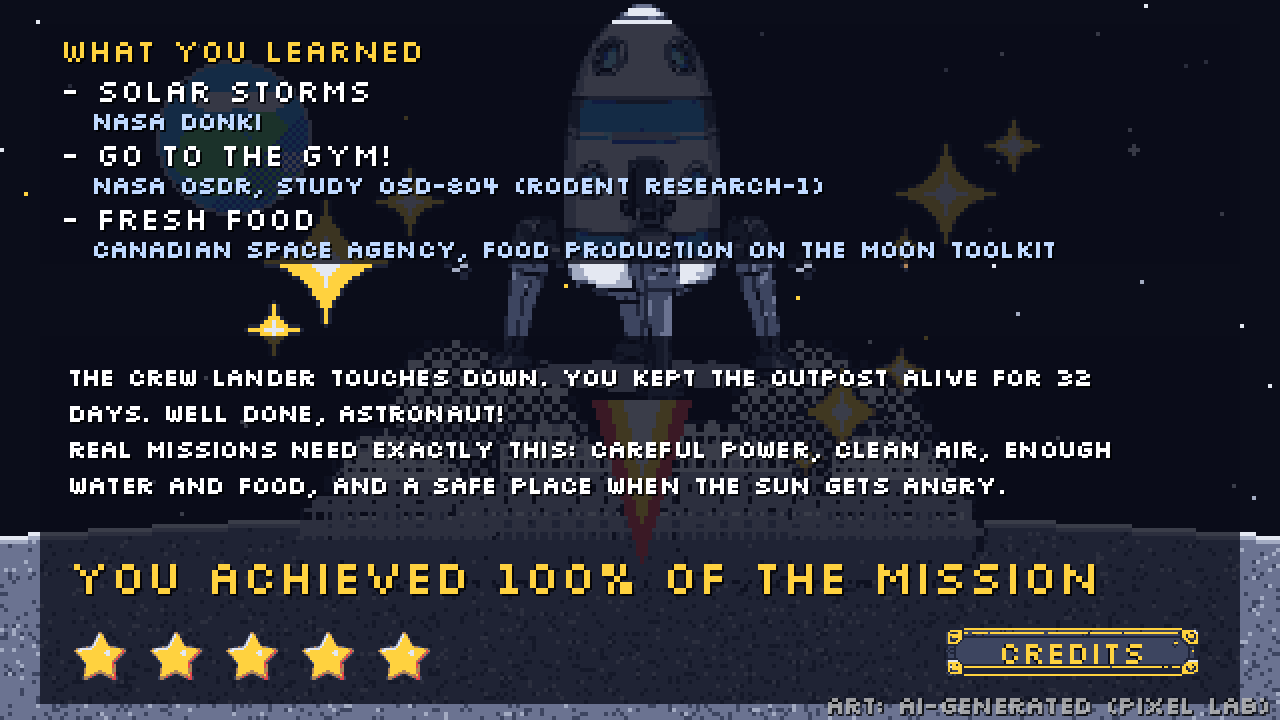 WHAT YOU LEARNED
- SOLAR STORMS
NASA DONKI
- GO TO THE GYM!
NASA OSDR, STUDY OSD-804 (RODENT RESEARCH-1)
- FRESH FOOD
CANADIAN SPACE AGENCY, FOOD PRODUCTION ON THE MOON TOOLKIT
THE CREW LANDER TOUCHES DOWN. YOU KEPT THE OUTPOST ALIVE FOR 32
DAYS. WELL DONE, ASTRONAUT!
REAL MISSIONS NEED EXACTLY THIS: CAREFUL POWER, CLEAN AIR, ENOUGH
WATER AND FOOD, AND A SAFE PLACE WHEN THE SUN GETS ANGRY.
YOU ACHIEVED 100% OF THE MISSION
CREDITS
ART: AI-GENERATED (PIXEL LAB)